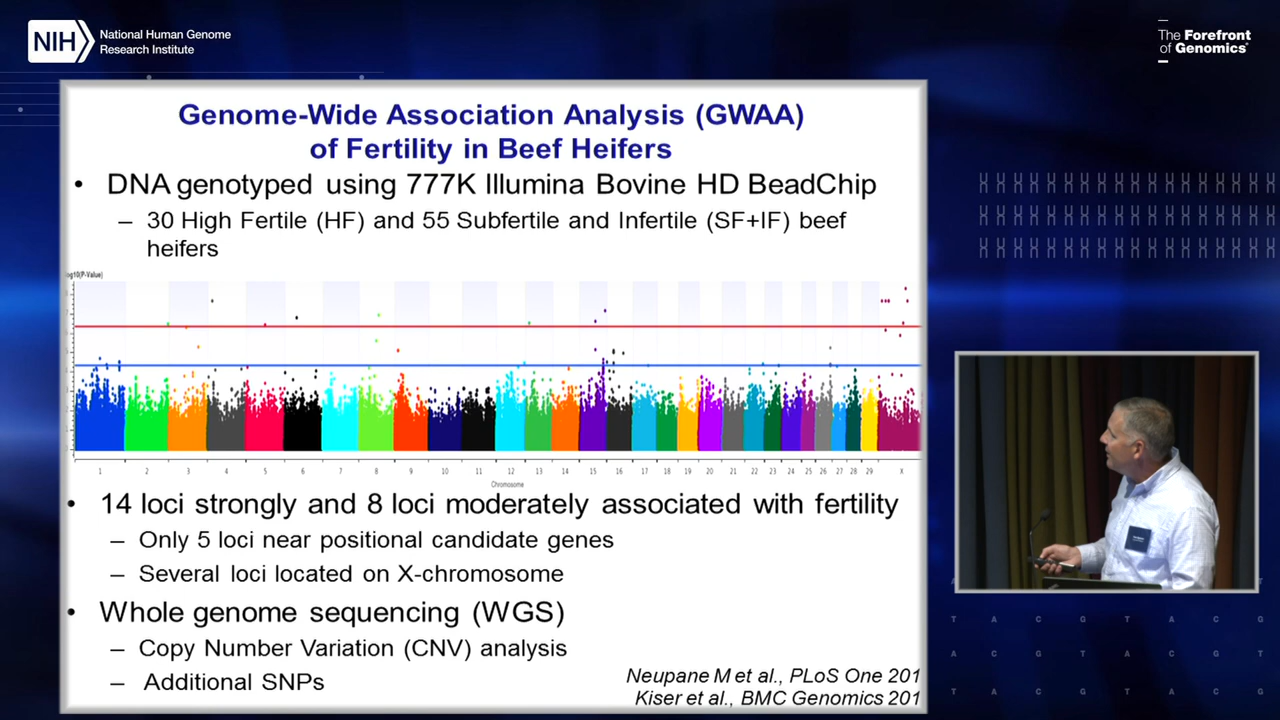 NIH
National Human Genome
Research Institute
The Forefront
of Genomics®
Genome-Wide Association Analysis (GWAA)
of Fertility in Beef Heifers
• DNA genotyped using 777K Illumina Bovine HD BeadChip
– 30 High Fertile (HF) and 55 Subfertile and Infertile (SF+IF) beef
heifers
og10(P-Value)
1 2 3 4 5 6 7 8 9 10 11 12 13 14 15 16 17 18 19 20 21 22 23 24 25 26 27 28 29 X
Chromosome
• 14 loci strongly and 8 loci moderately associated with fertility
– Only 5 loci near positional candidate genes
– Several loci located on X-chromosome
• Whole genome sequencing (WGS)
– Copy Number Variation (CNV) analysis
– Additional SNPs
Neupane M et al., PLoS One 201
Kiser et al., BMC Genomics 201
T A C G T A C G
A C G T A C G T
T A C G T A C G